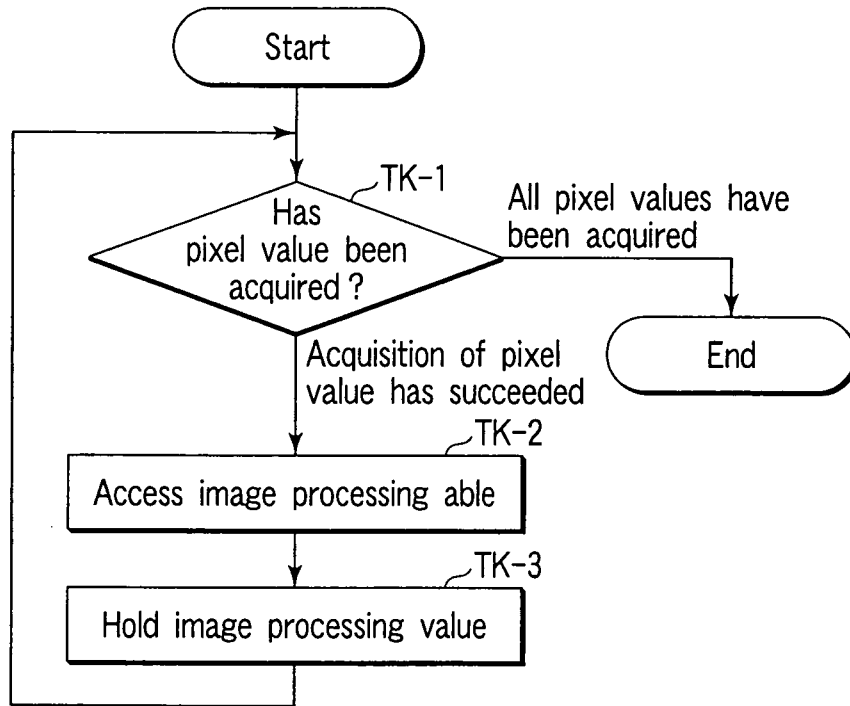 Start
TK-1
Has
pixel value been
acquired ?
All pixel values have
been acquired
End
Acquisition of pixel
value has succeeded
TK-2
Access image processing able
TK-3
Hold image processing value